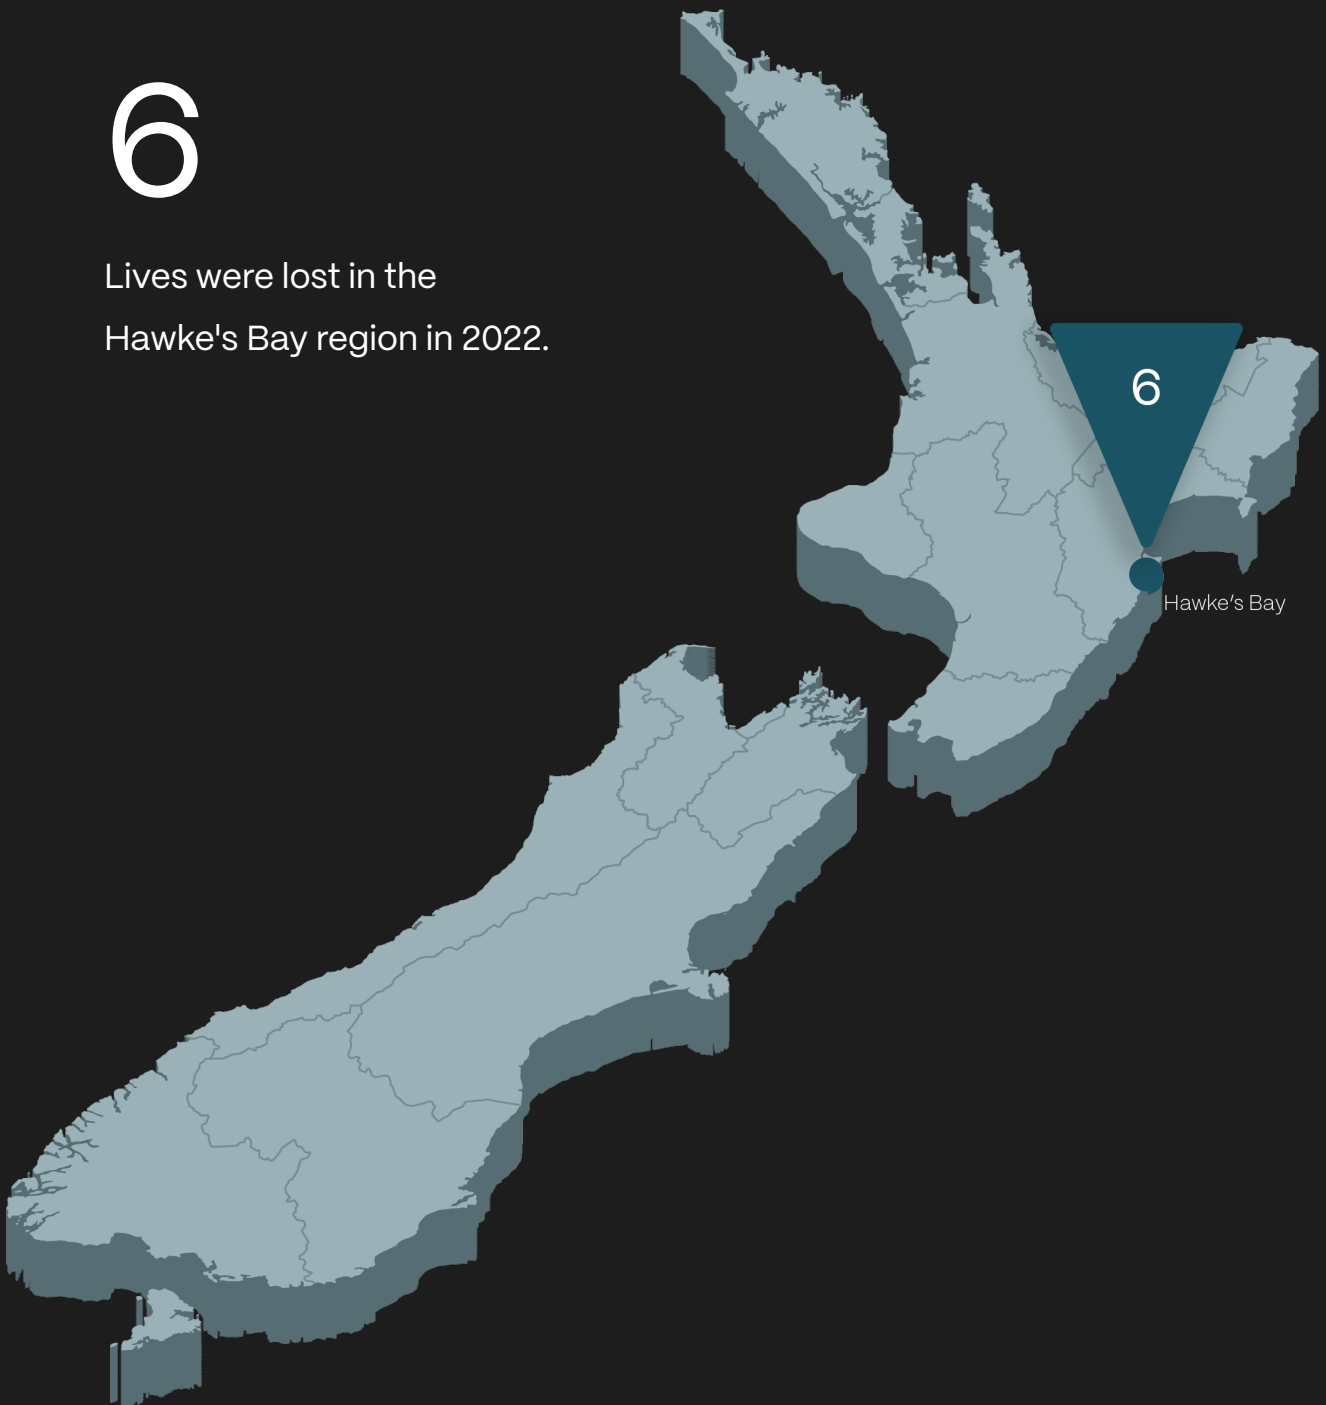 6
Lives were lost in the
Hawke's Bay region in 2022.
6
Hawke’s Bay